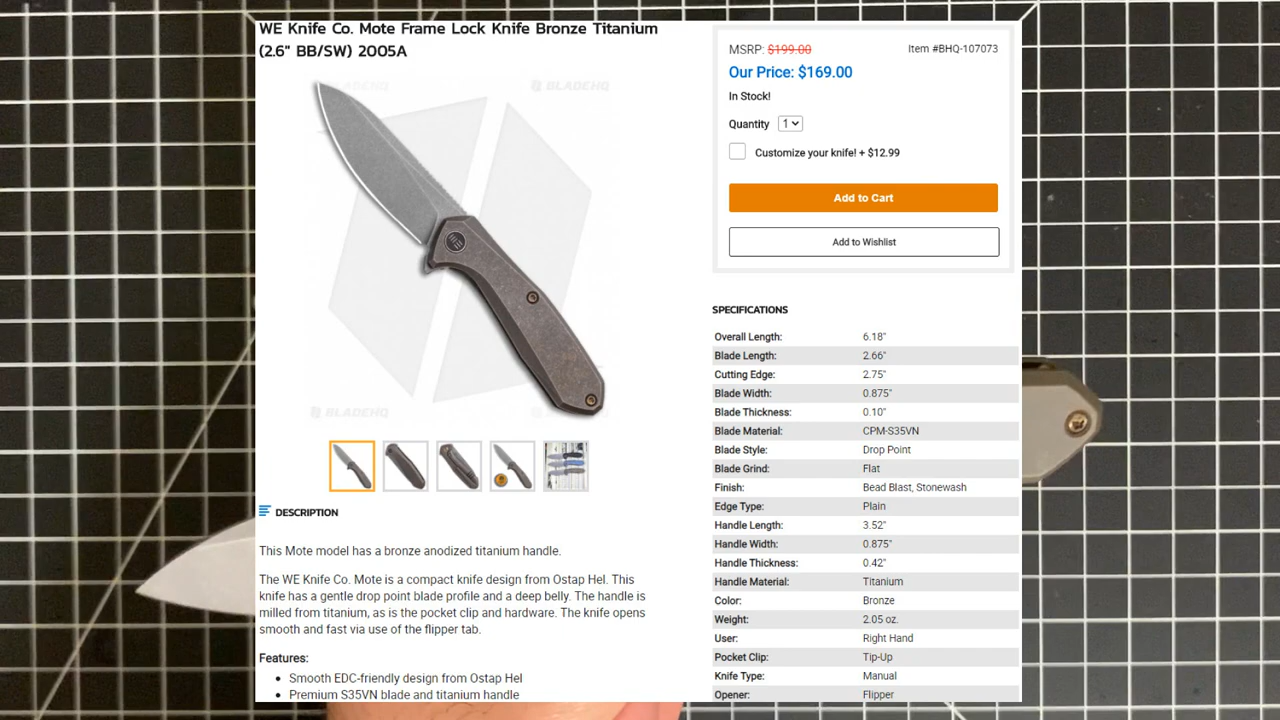 WE Knife Co. Mote Frame Lock Knife Bronze Titanium
(2.6" BB/SW) 2005A
BLADEHQ
BLADEHQ
BLADEHQ
BLADEHQ
DESCRIPTION
This Mote model has a bronze anodized titanium handle.
The WE Knife Co. Mote is a compact knife design from Ostap Hel. This
knife has a gentle drop point blade profile and a deep belly. The handle is
milled from titanium, as is the pocket clip and hardware. The knife opens
smooth and fast via use of the flipper tab.
Features:
• Smooth EDC-friendly design from Ostap Hel
• Premium S35VN blade and titanium handle
MSRP: $199.00 Item #BHQ-107073
Our Price: $169.00
In Stock!
Quantity 1
Customize your knife! + $12.99
Add to Cart
Add to Wishlist
SPECIFICATIONS
Overall Length: 6.18"
Blade Length: 2.66"
Cutting Edge: 2.75"
Blade Width: 0.875"
Blade Thickness: 0.10"
Blade Material: CPM-S35VN
Blade Style: Drop Point
Blade Grind: Flat
Finish: Bead Blast, Stonewash
Edge Type: Plain
Handle Length: 3.52"
Handle Width: 0.875"
Handle Thickness: 0.42"
Handle Material: Titanium
Color: Bronze
Weight: 2.05 oz.
User: Right Hand
Pocket Clip: Tip-Up
Knife Type: Manual
Opener: Flipper